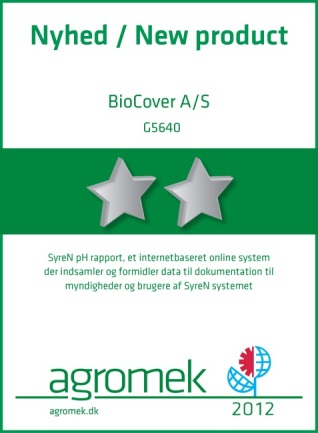 Nyhed / New product
BioCover A/S
G5640
SyreN pH rapport, et internetbaseret online system
der indsamler og formidler data til dokumentation til
myndigheder og brugere af SyreN systemet
agromek
agromek.dk
2012